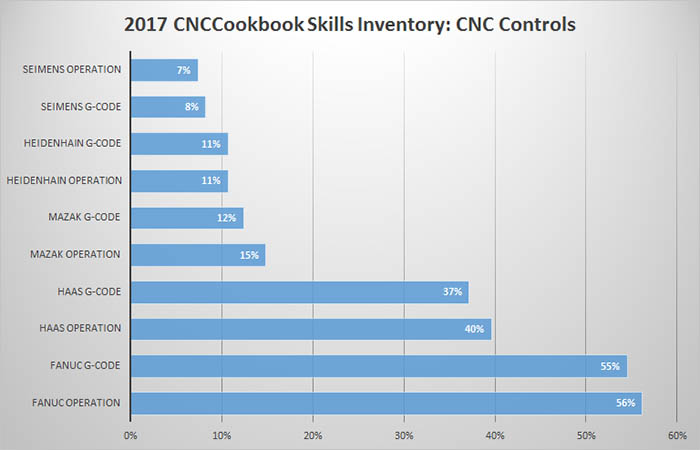 2017 CNCCookbook Skills Inventory: CNC Controls
SEIMENS OPERATION 7%
SEIMENS G-CODE 8%
HEIDENHAIN G-CODE 11%
HEIDENHAIN OPERATION 11%
MAZAK G-CODE 12%
MAZAK OPERATION 15%
HAAS G-CODE 37%
HAAS OPERATION 40%
FANUC G-CODE 55%
FANUC OPERATION 56%
0% 10% 20% 30% 40% 50% 60%